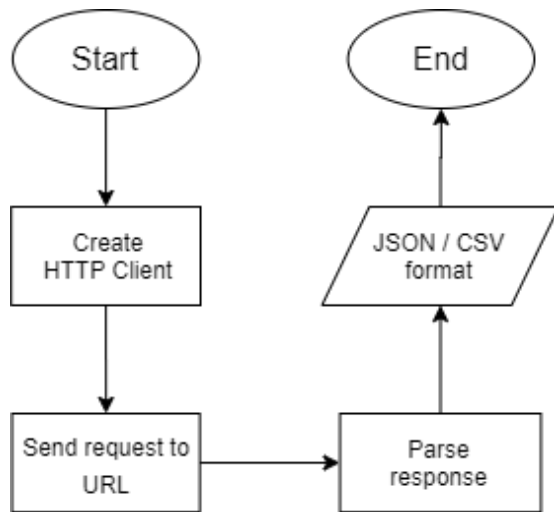 Start
Create
HTTP Client
Send request to
URL
Parse
response
JSON / CSV
format
End